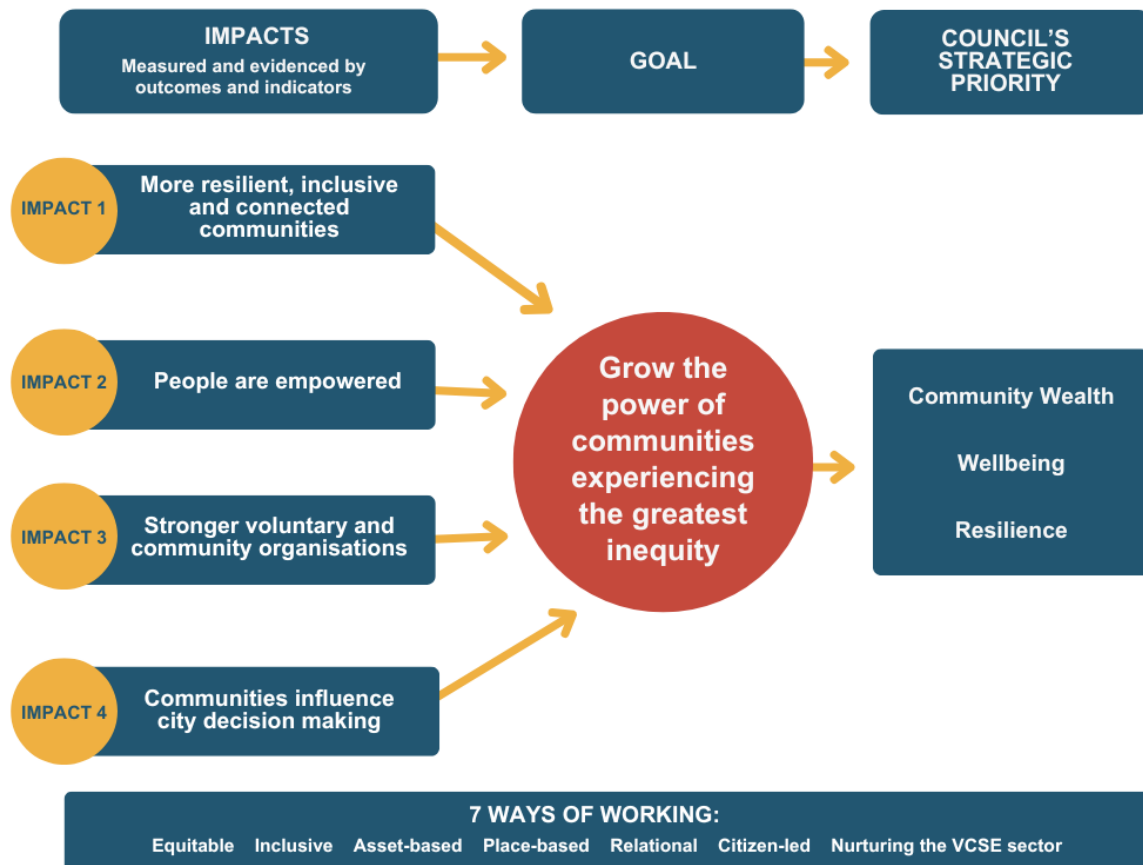 IMPACTS
Measured and evidenced by
outcomes and indicators
GOAL
COUNCIL’S
STRATEGIC
PRIORITY
IMPACT 1
More resilient, inclusive
and connected
communities
IMPACT 2
People are empowered
IMPACT 3
Stronger voluntary and
community organisations
IMPACT 4
Communities influence
city decision making
Grow the
power of
communities
experiencing
the greatest
inequity
Community Wealth
Wellbeing
Resilience
7 WAYS OF WORKING:
Equitable Inclusive Asset-based Place-based Relational Citizen-led Nurturing the VCSE sector